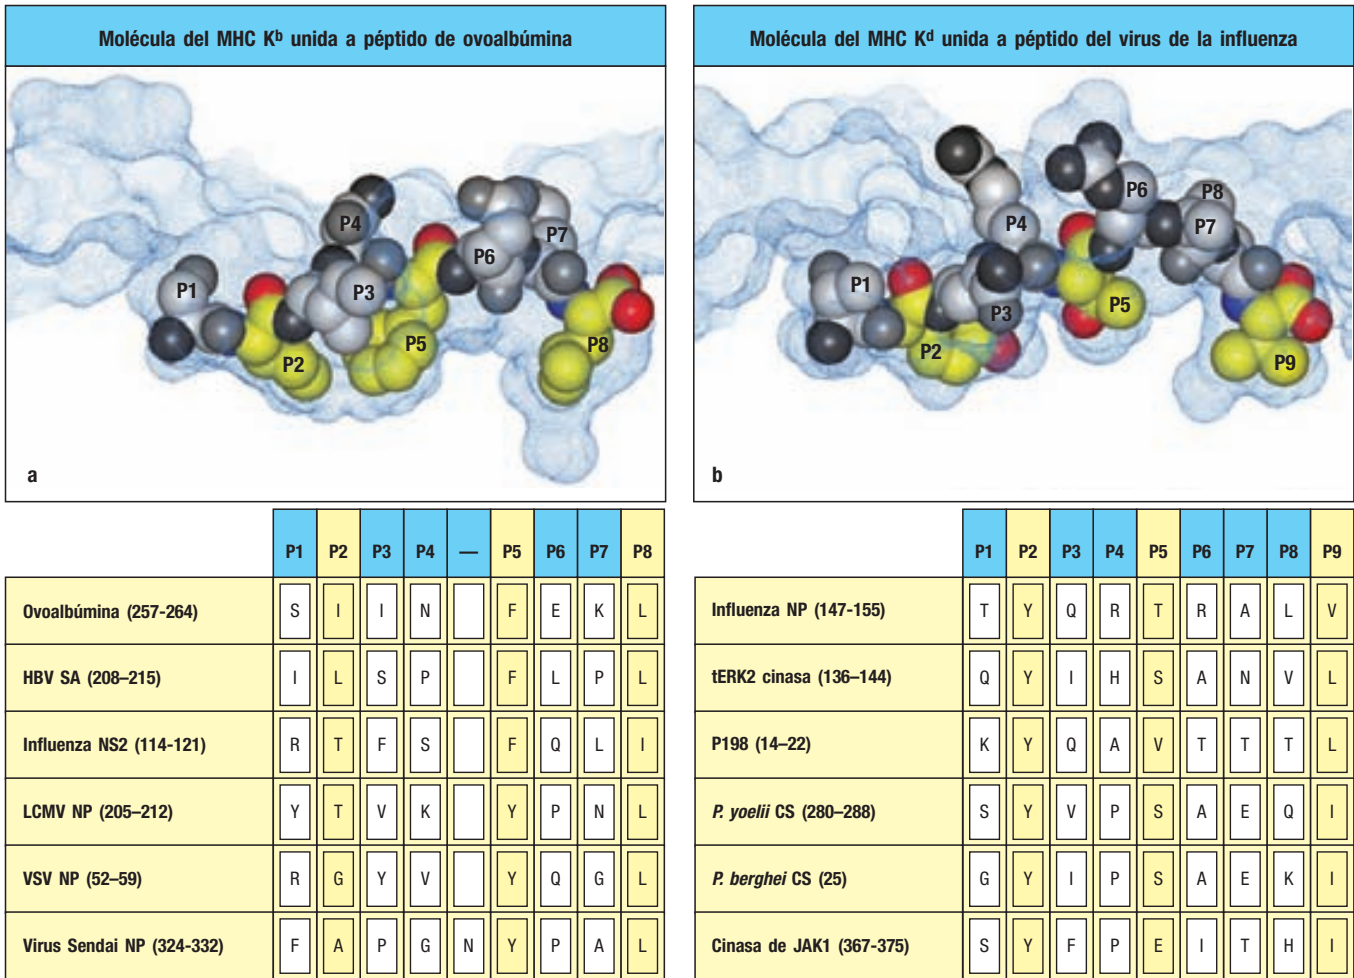 Molécula del MHC Kᵇ unida a péptido de ovoalbúmina
P1
P2
P3
P4
P5
P6
P7
P8
a
P1 P2 P3 P4 — P5 P6 P7 P8
Ovoalbúmina (257-264) S I I N F E K L
HBV SA (208–215) I L S P F L P L
Influenza NS2 (114-121) R T F S F Q L I
LCMV NP (205–212) Y T V K Y P N L
VSV NP (52–59) R G Y V Y Q G L
Virus Sendai NP (324-332) F A P G N Y P A L
Molécula del MHC Kᵈ unida a péptido del virus de la influenza
P1
P2
P3
P4
P5
P6
P7
P8
P9
b
P1 P2 P3 P4 P5 P6 P7 P8 P9
Influenza NP (147-155) T Y Q R T R A L V
tERK2 cinasa (136–144) Q Y I H S A N V L
P198 (14–22) K Y Q A V T T T L
P. yoelii CS (280–288) S Y V P S A E Q I
P. berghei CS (25) G Y I P S A E K I
Cinasa de JAK1 (367-375) S Y F P E I T H I